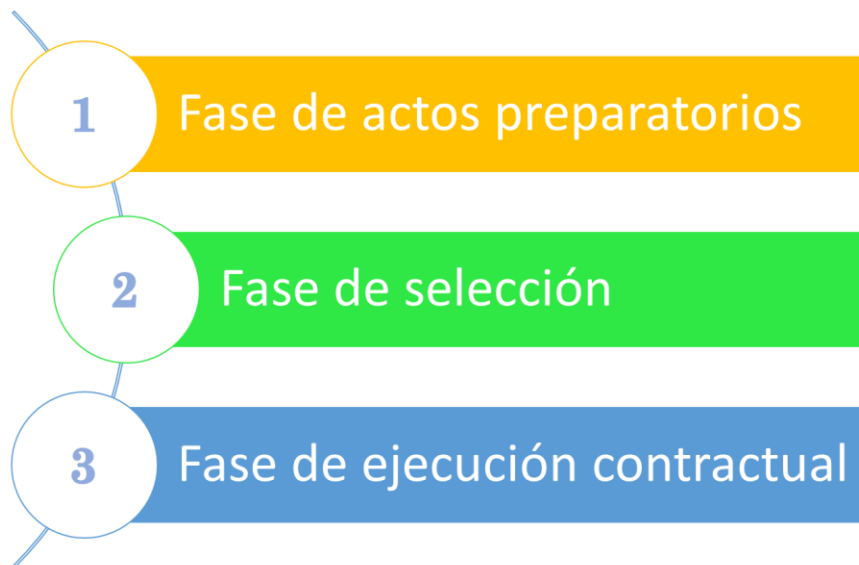 1
Fase de actos preparatorios
2
Fase de selección
3
Fase de ejecución contractual